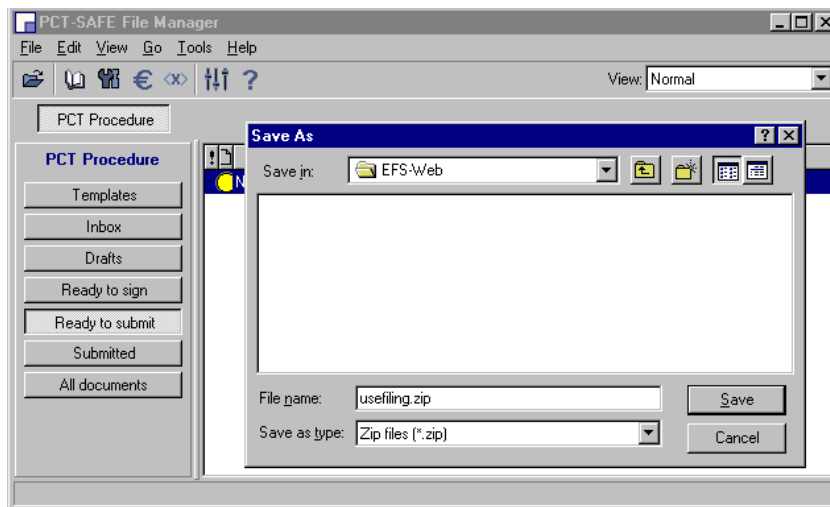 PCT-SAFE File Manager
File Edit View Go Tools Help
View: Normal
PCT Procedure
PCT Procedure
Templates
Inbox
Drafts
Ready to sign
Ready to submit
Submitted
All documents
Save As
Save in: EFS-Web
File name: usefiling.zip
Save as type: Zip files (*.zip)
Save
Cancel